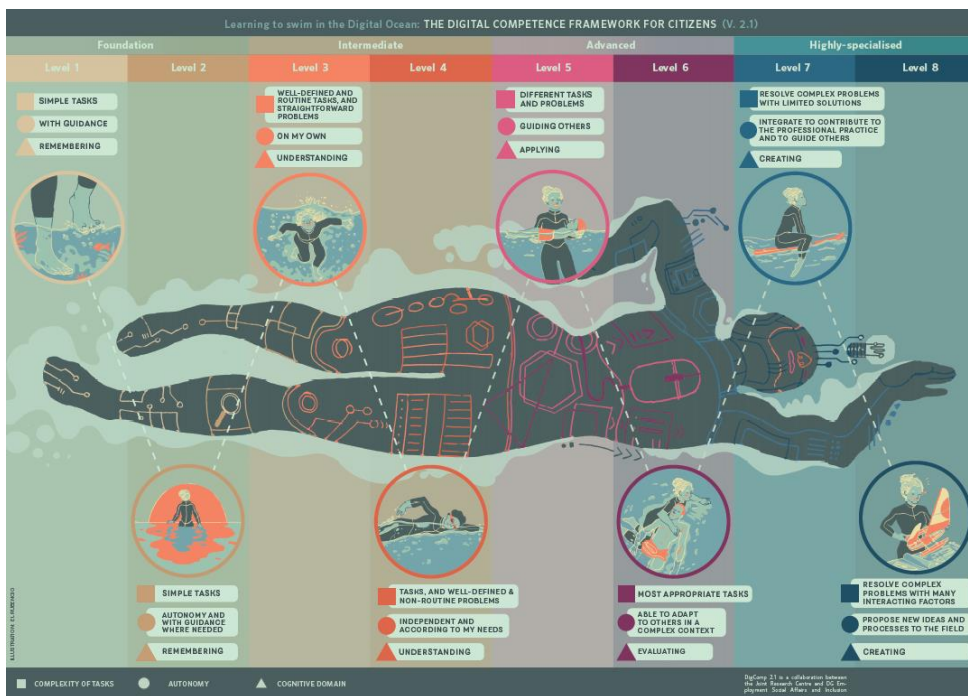 Learning to swim in the Digital Ocean: THE DIGITAL COMPETENCE FRAMEWORK FOR CITIZENS (V. 2.1)
Foundation
Intermediate
Advanced
Highly-specialised
Level 1
Level 2
Level 3
Level 4
Level 5
Level 6
Level 7
Level 8
SIMPLE TASKS
WITH GUIDANCE
REMEMBERING
WELL-DEFINED AND
ROUTINE TASKS, AND
STRAIGHTFORWARD
PROBLEMS
ON MY OWN
UNDERSTANDING
DIFFERENT TASKS
AND PROBLEMS
GUIDING OTHERS
APPLYING
RESOLVE COMPLEX PROBLEMS
WITH LIMITED SOLUTIONS
INTEGRATE TO CONTRIBUTE TO
THE PROFESSIONAL PRACTICE
AND TO GUIDE OTHERS
CREATING
SIMPLE TASKS
AUTONOMY AND
WITH GUIDANCE
WHERE NEEDED
REMEMBERING
TASKS, AND WELL-DEFINED &
NON-ROUTINE PROBLEMS
INDEPENDENT AND
ACCORDING TO MY NEEDS
UNDERSTANDING
MOST APPROPRIATE TASKS
ABLE TO ADAPT
TO OTHERS IN A
COMPLEX CONTEXT
EVALUATING
RESOLVE COMPLEX
PROBLEMS WITH MANY
INTERACTING FACTORS
PROPOSE NEW IDEAS AND
PROCESSES TO THE FIELD
CREATING
COMPLEXITY OF TASKS
AUTONOMY
COGNITIVE DOMAIN
DigComp 2.1 is a collaboration between
the Joint Research Centre and DG Em-
ployment Social Affairs and Inclusion
ILLUSTRATION: